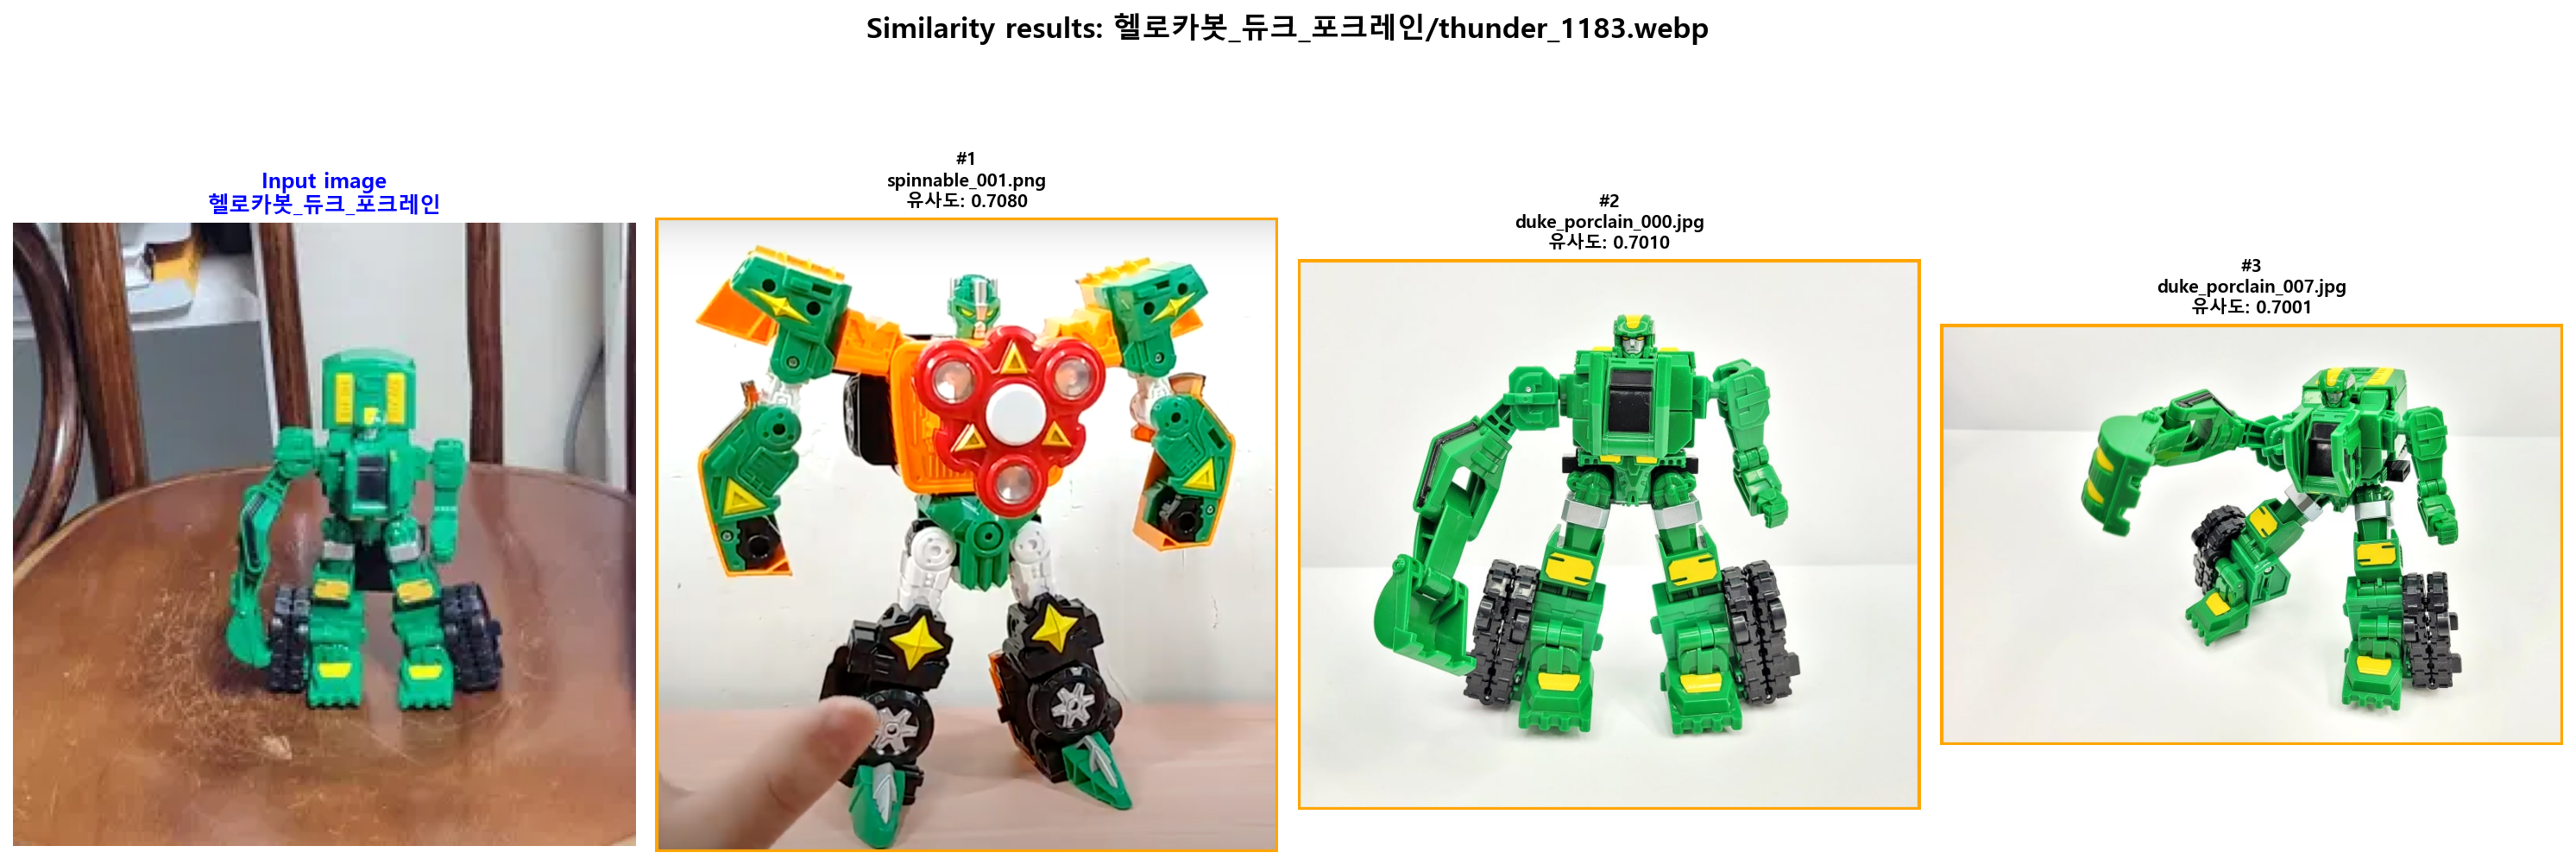 Similarity results: 헬로카봇_듀크_포크레인/thunder_1183.webp
Input image
헬로카봇_듀크_포크레인
#1
spinnable_001.png
유사도: 0.7080
#2
duke_porclain_000.jpg
유사도: 0.7010
#3
duke_porclain_007.jpg
유사도: 0.7001